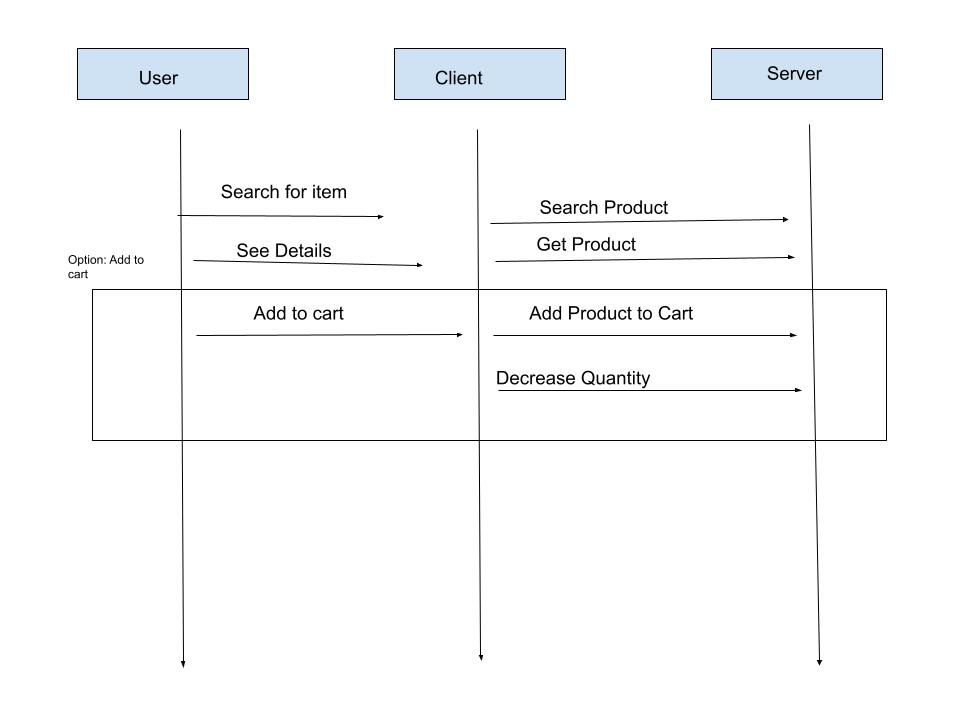 User
Client
Server
Search for item
Search Product
See Details
Get Product
Option: Add to
cart
Add to cart
Add Product to Cart
Decrease Quantity